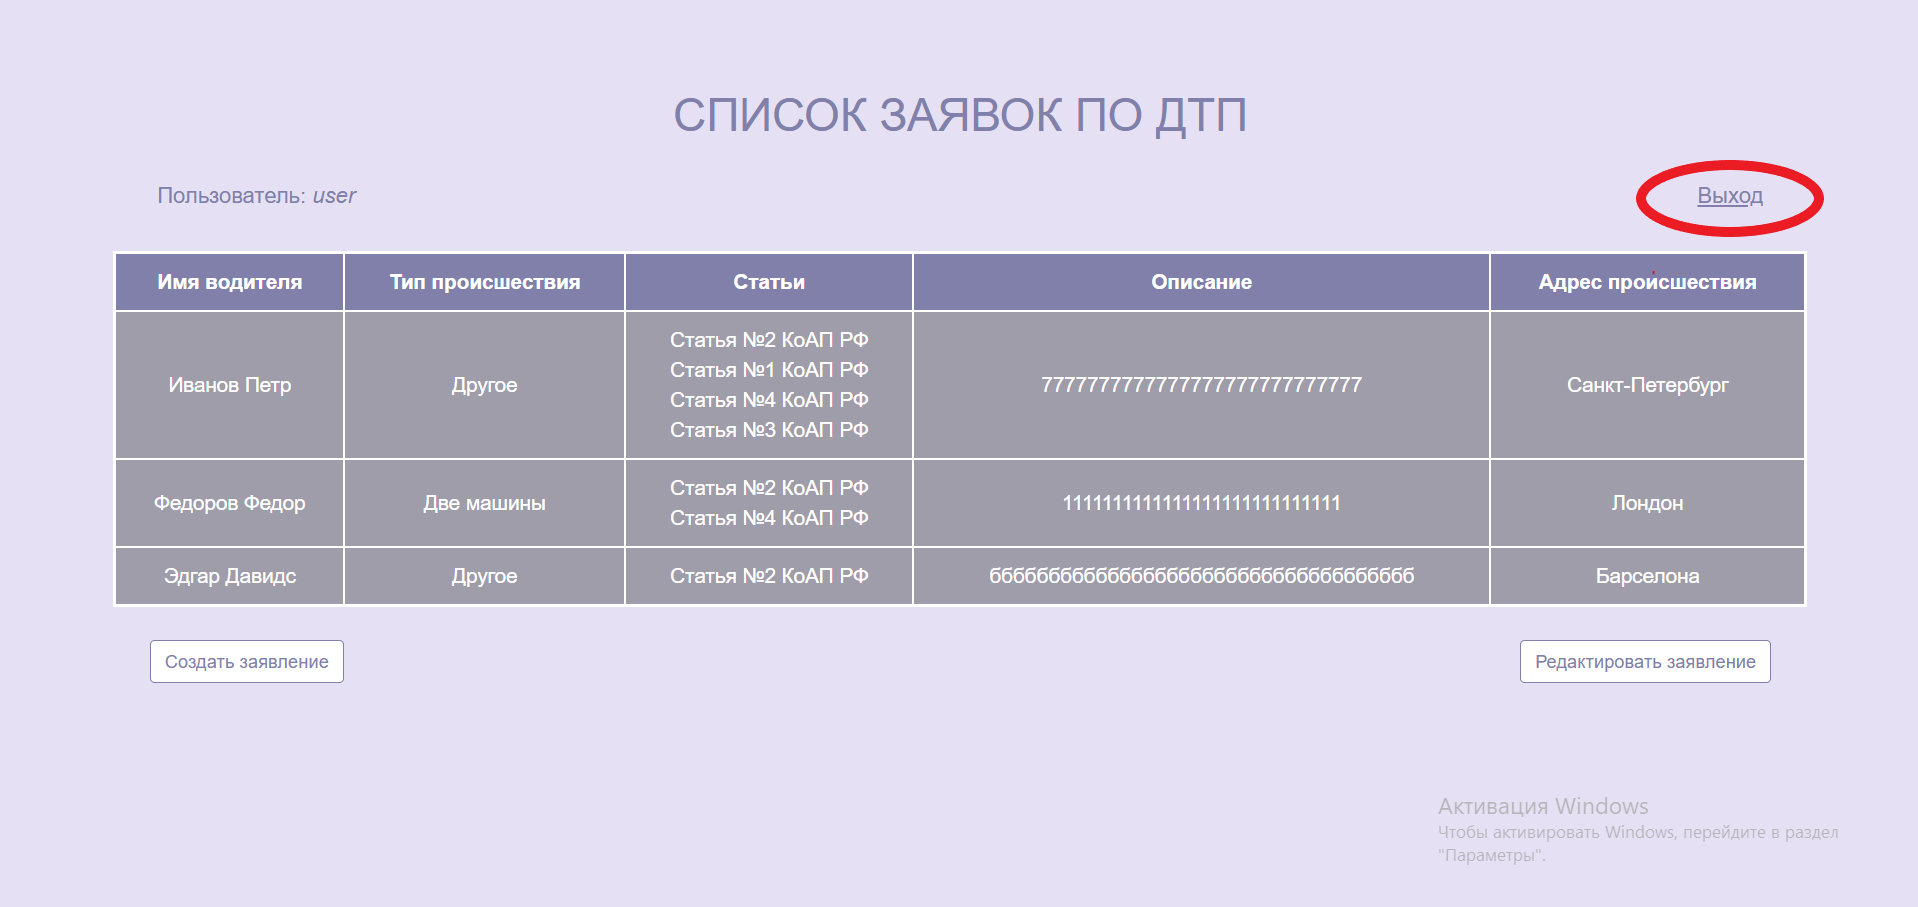 СПИСОК ЗАЯВОК ПО ДТП
Пользователь: user
Выход
Имя водителя Тип происшествия Статьи Описание Адрес происшествия
Статья №2 КоАП РФ
Статья №1 КоАП РФ
Иванов Петр Другое 7777777777777777777777777777 Санкт-Петербург
Статья №4 КоАП РФ
Статья №3 КоАП РФ
Статья №2 КоАП РФ
Федоров Федор Две машины 1111111111111111111111111111 Лондон
Статья №4 КоАП РФ
Эдгар Давидс Другое Статья №2 КоАП РФ ббббббббббббббббббббббббббббббббббббб Барселона
Создать заявление
Редактировать заявление
Активация Windows
Чтобы активировать Windows, перейдите в раздел
"Параметры".